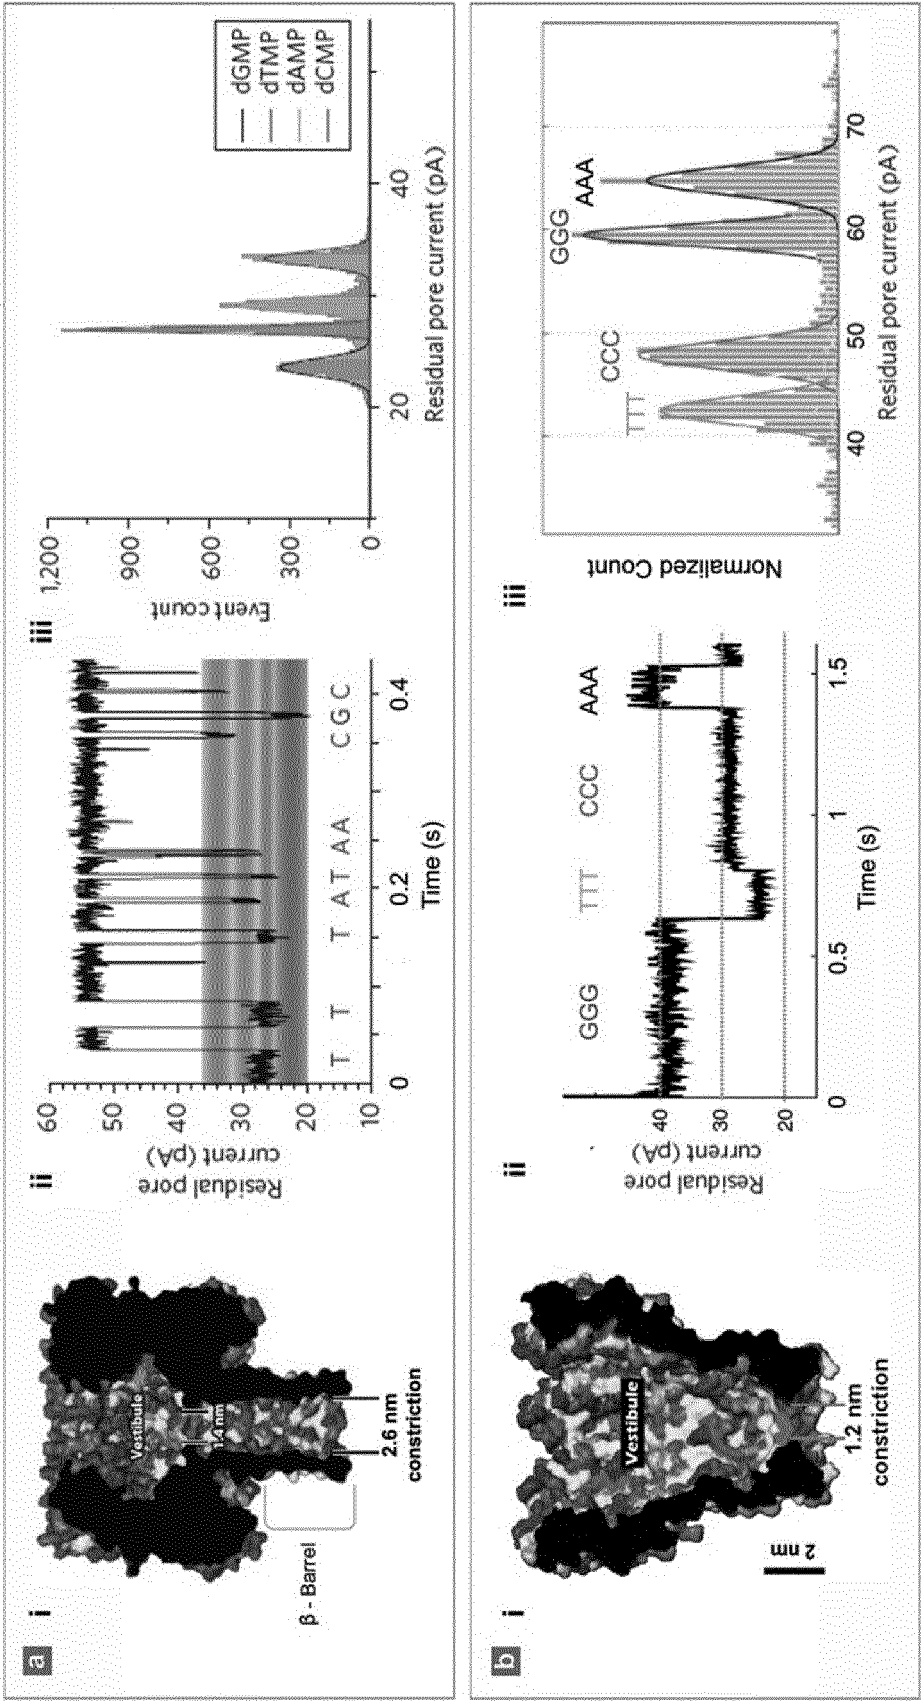 a
i
Vestibule
1.4 nm
β - Barrel
2.6 nm
constriction
ii
Residual pore
current (pA)
60
50
40
30
20
10
T T T A T A A C G C
0
0.2
0.4
Time (s)
iii
Event count
1,200
900
600
300
0
dGMP
dTMP
dAMP
dCMP
20
40
Residual pore current (pA)
b
i
Vestibule
2 nm
1.2 nm
constriction
ii
Residual pore
current (pA)
40
30
20
GGG TTT CCC AAA
0
0.5
1
1.5
Time (s)
iii
Normalized Count
TTT
CCC
GGG
AAA
40
50
60
70
Residual pore current (pA)